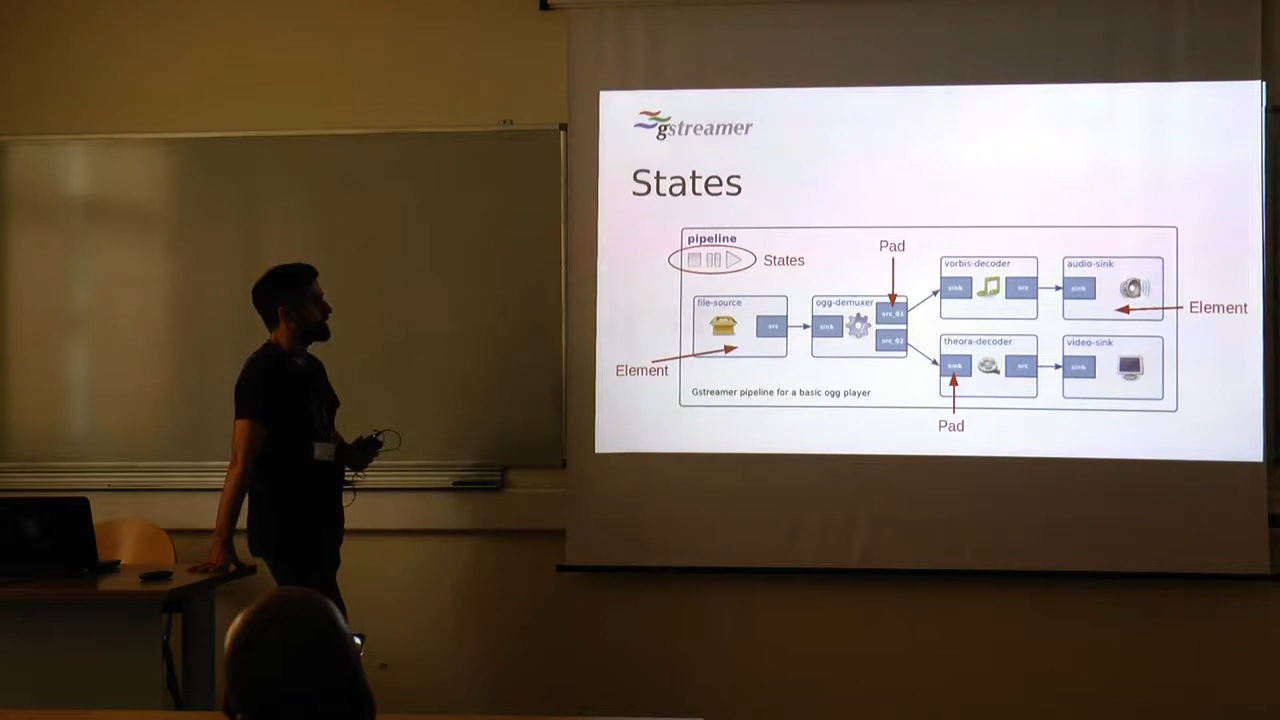 gstreamer
States
pipeline
States
Pad
file-source
src
ogg-demuxer
sink
src_01
src_02
vorbis-decoder
sink
src
audio-sink
sink
Element
theora-decoder
sink
src
video-sink
sink
Element
Gstreamer pipeline for a basic ogg player
Pad